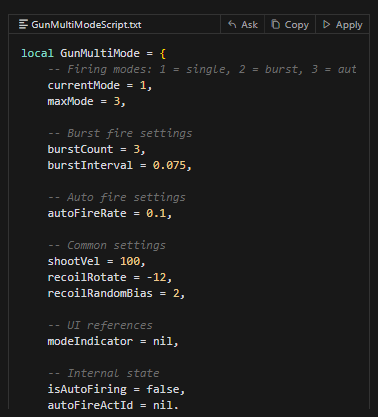 GunMultiModeScript.txt Ask Copy Apply
local GunMultiMode = {
-- Firing modes: 1 = single, 2 = burst, 3 = aut
currentMode = 1,
maxMode = 3,
-- Burst fire settings
burstCount = 3,
burstInterval = 0.075,
-- Auto fire settings
autoFireRate = 0.1,
-- Common settings
shootVel = 100,
recoilRotate = -12,
recoilRandomBias = 2,
-- UI references
modeIndicator = nil,
-- Internal state
isAutoFiring = false,
autoFireActId = nil,